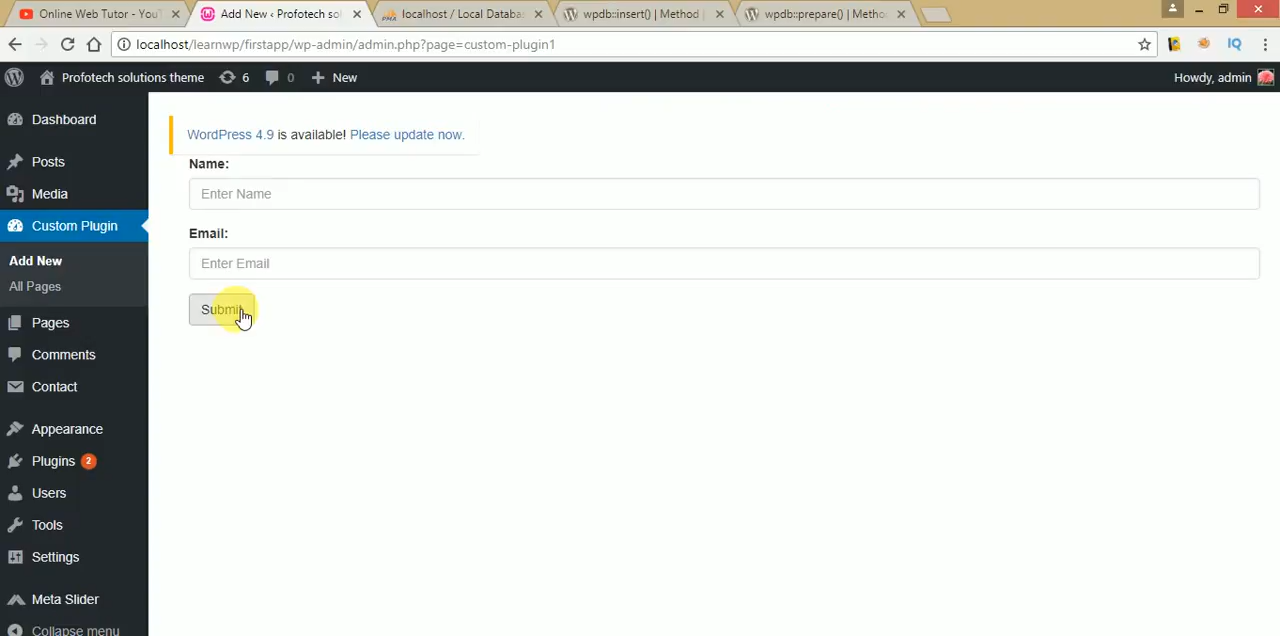 Online Web Tutor - YouT
Add New ‹ Profotech sol
localhost / Local Databas
wpdb::insert() | Method |
wpdb::prepare() | Metho
localhost/learnwp/firstapp/wp-admin/admin.php?page=custom-plugin1
Profotech solutions theme 6 0 New Howdy, admin
Dashboard
Posts
Media
Custom Plugin
Add New
All Pages
Pages
Comments
Contact
Appearance
Plugins 2
Users
Tools
Settings
Meta Slider
Collapse menu
WordPress 4.9 is available! Please update now.
Name:
Enter Name
Email:
Enter Email
Submit